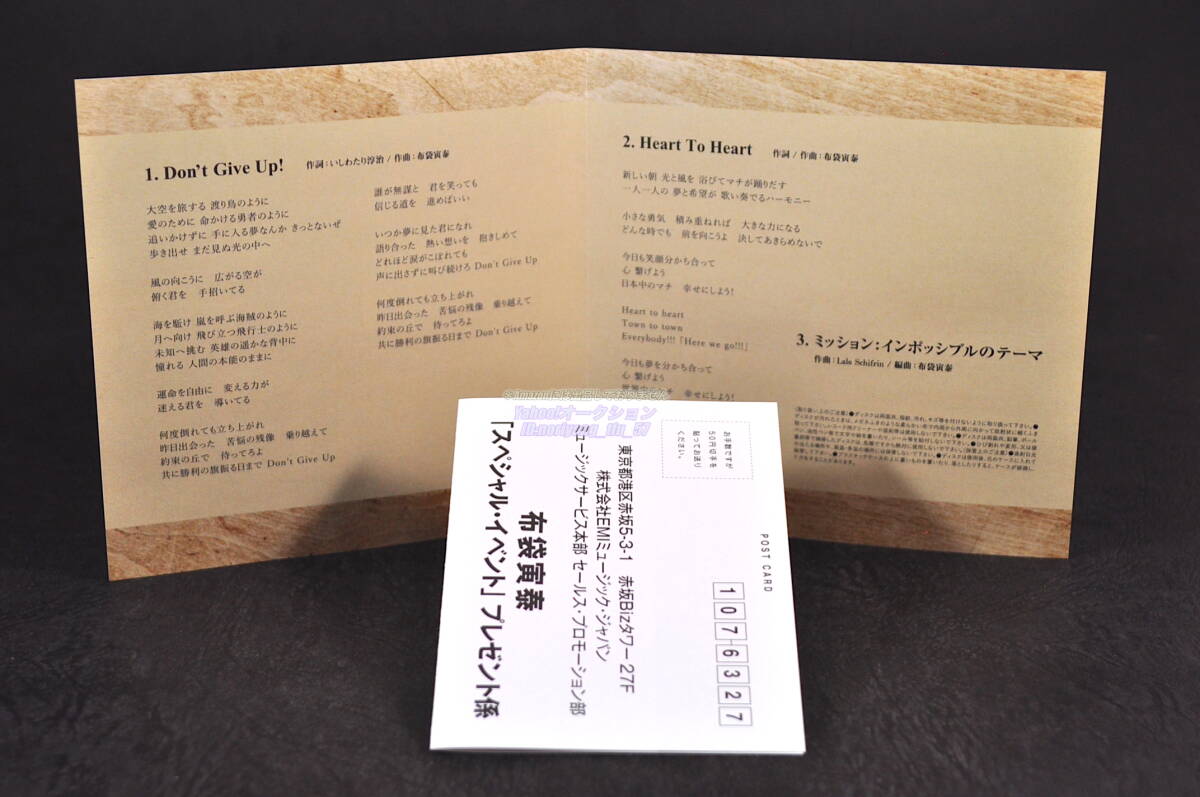 1. Don't Give Up!
作詞：いしわたり淳治 / 作曲：布袋寅泰
大空を旅する 渡り鳥のように
愛のために 命かける勇者のように
追いかけずに 手に入る夢なんか きっとないぜ
歩き出せ まだ見ぬ光の中へ
風の向こうに 広がる空が
俯く君を 手招いてる
海を駆け 嵐を呼ぶ海賊のように
月へ向け 飛び立つ飛行士のように
未知へ挑む 英雄の遥かな背中に
憧れる 人間の本能のままに
運命を自由に 変える力が
迷える君を 導いてる
何度倒れても立ち上がれ
昨日出会った 苦悩の残像 乗り越えて
約束の丘で 待ってろよ
共に勝利の旗振る日まで Don't Give Up
誰が無謀と 君を笑っても
信じる道を 進めばいい
いつか夢に見た君になれ
語り合った 熱い想いを 抱きしめて
どれほど涙がこぼれても
声に出さずに叫び続けろ Don't Give Up
何度倒れても立ち上がれ
昨日出会った 苦悩の残像 乗り越えて
約束の丘で 待ってろよ
共に勝利の旗振る日まで Don't Give Up
2. Heart To Heart
作詞 / 作曲：布袋寅泰
新しい朝 光と風を 浴びてマチが踊りだす
一人一人の 夢と希望が 歌い奏でるハーモニー
小さな勇気 積み重ねれば 大きな力になる
どんな時でも 前を向こうよ 決してあきらめないで
今日も笑顔分かち合って
心 繋げよう
日本中のマチ 幸せにしよう!
Heart to heart
Town to town
Everybody!!!「Here we go!!!」
今日も夢を分かち合って
心 繋げよう
幸せにしよう!
3. ミッション：インポッシブルのテーマ
作曲：Lalo Schifrin / 編曲：布袋寅泰
Yahoo!オークション
POST CARD
1076327
お手数ですが
50円切手を
貼ってお送り
ください。
東京都港区赤坂5-3-1 赤坂Bizタワー 27F
株式会社EMIミュージック・ジャパン
ミュージックサービス本部 セールス・プロモーション部
布袋寅泰
「スペシャル・イベント」プレゼント係